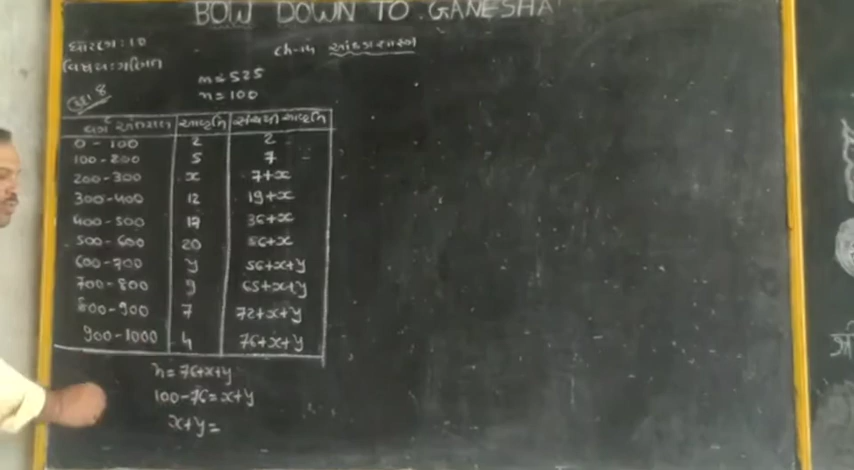 BOW DOWN TO GANESHA
ધોરણ : 10
વિષય : ગણિત
Ch-14 આંકડાશાસ્ત્ર
m = 525
n = 100
વર્ગ અંતરાલ આવૃત્તિ સંચયી આવૃત્તિ
0 - 100 2 2
100 - 200 5 7
200 - 300 x 7+x
300 - 400 12 19+x
400 - 500 17 36+x
500 - 600 20 56+x
600 - 700 y 56+x+y
700 - 800 9 65+x+y
800 - 900 7 72+x+y
900 - 1000 4 76+x+y
n = 76+x+y
100-76 = x+y
x+y =